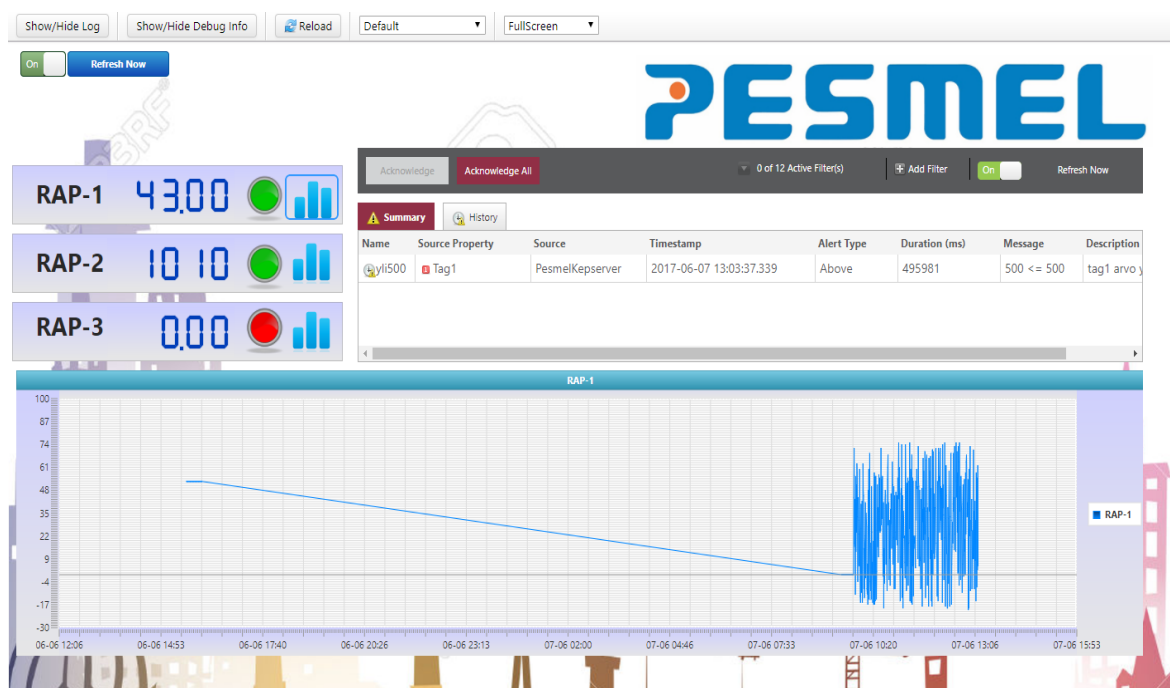 Show/Hide Log Show/Hide Debug Info Reload Default FullScreen
On Refresh Now
PESMEL
Acknowledge Acknowledge All 0 of 12 Active Filter(s) Add Filter On Refresh Now
RAP-1 43.00
Summary History
Name Source Property Source Timestamp Alert Type Duration (ms) Message Description
yli500 Tag1 PesmelKepserver 2017-06-07 13:03:37.339 Above 495981 500 <= 500 tag1 arvo y
RAP-2 10 10
RAP-3 0.00
RAP-1
100
87
74
61
48
35
22
9
-4
-17
-30
RAP-1
06-06 12:06 06-06 14:53 06-06 17:40 06-06 20:26 06-06 23:13 07-06 02:00 07-06 04:46 07-06 07:33 07-06 10:20 07-06 13:06 07-06 15:53